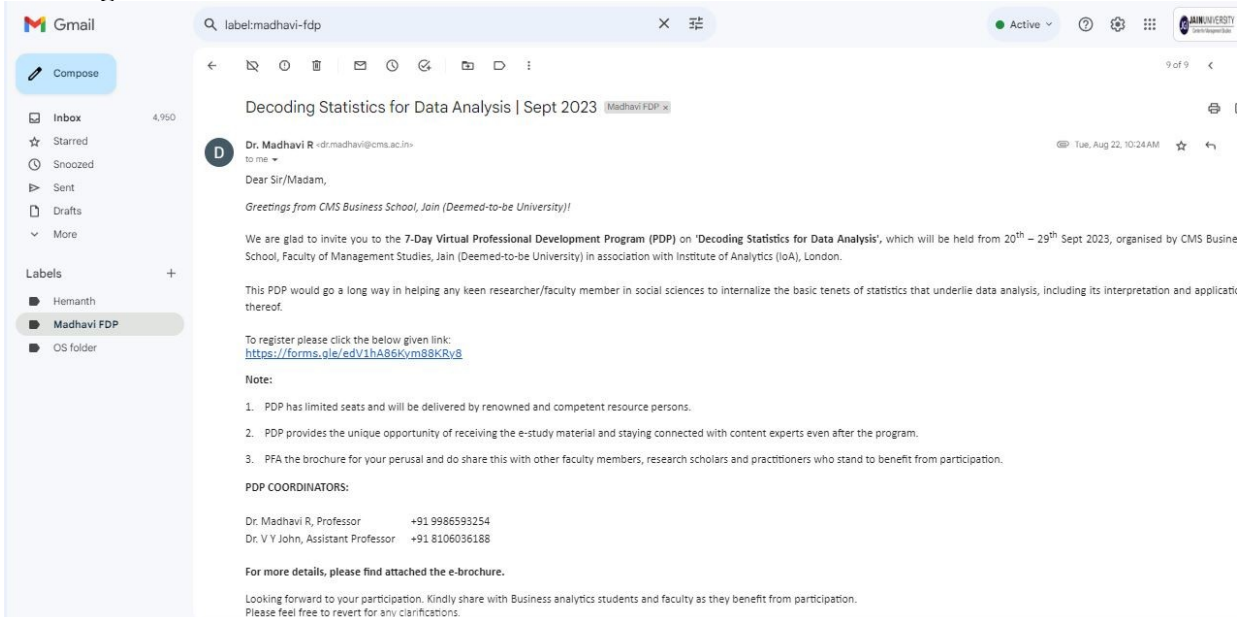 Gmail
label:madhavi-fdp
Active
JAIN UNIVERSITY
Compose
9 of 9
Inbox 4,950
Starred
Snoozed
Sent
Drafts
More
Labels
Hemanth
Madhavi FDP
OS folder
Decoding Statistics for Data Analysis | Sept 2023 Madhavi FDP x
D
Dr. Madhavi R <dr.madhavi@cms.ac.in>
to me
Tue, Aug 22, 10:24 AM
Dear Sir/Madam,
Greetings from CMS Business School, Jain (Deemed-to-be University)!
We are glad to invite you to the 7-Day Virtual Professional Development Program (PDP) on 'Decoding Statistics for Data Analysis', which will be held from 20th – 29th Sept 2023, organised by CMS Busine
School, Faculty of Management Studies, Jain (Deemed-to-be University) in association with Institute of Analytics (IoA), London.
This PDP would go a long way in helping any keen researcher/faculty member in social sciences to internalize the basic tenets of statistics that underlie data analysis, including its interpretation and applicatio
thereof.
To register please click the below given link:
https://forms.gle/edV1hA86Kym88KRy8
Note:
1. PDP has limited seats and will be delivered by renowned and competent resource persons.
2. PDP provides the unique opportunity of receiving the e-study material and staying connected with content experts even after the program.
3. PFA the brochure for your perusal and do share this with other faculty members, research scholars and practitioners who stand to benefit from participation.
PDP COORDINATORS:
Dr. Madhavi R, Professor +91 9986593254
Dr. V Y John, Assistant Professor +91 8106036188
For more details, please find attached the e-brochure.
Looking forward to your participation. Kindly share with Business analytics students and faculty as they benefit from participation.
Please feel free to revert for any clarifications.